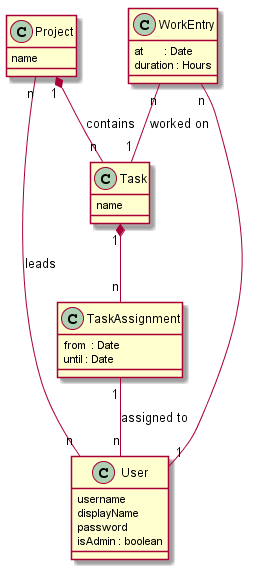 C Project
name
C WorkEntry
at : Date
duration : Hours
n
1
n
n
contains
worked on
n
1
C Task
name
1
leads
n
C TaskAssignment
from : Date
until : Date
1
assigned to
n
n
1
C User
username
displayName
password
isAdmin : boolean